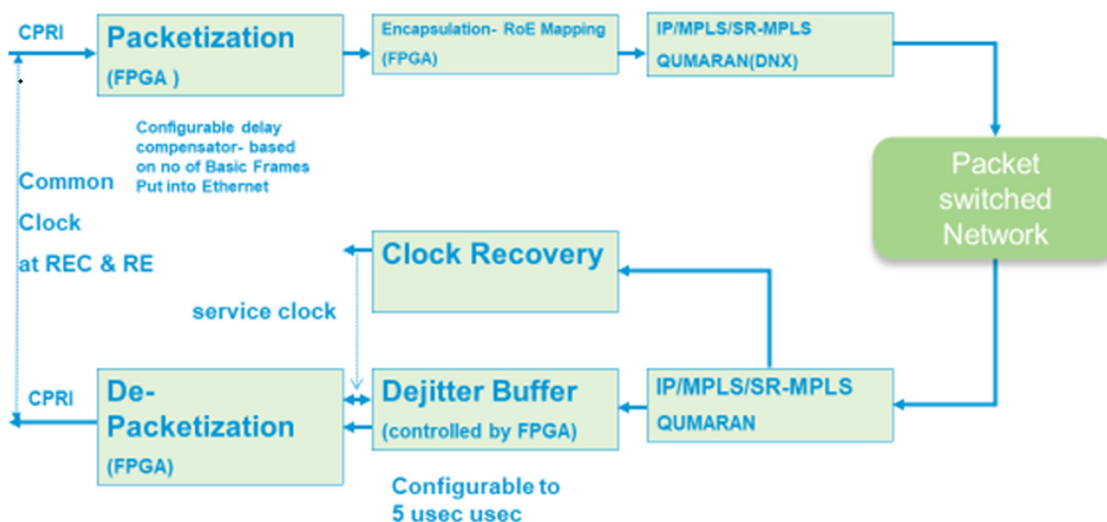 CPRI
Packetization
(FPGA )
Encapsulation- RoE Mapping
(FPGA)
IP/MPLS/SR-MPLS
QUMARAN(DNX)
Configurable delay
compensator- based
on no of Basic Frames
Put into Ethernet
Common
Clock
at REC & RE
Packet
switched
Network
Clock Recovery
service clock
CPRI
De-
Packetization
(FPGA)
Dejitter Buffer
(controlled by FPGA)
IP/MPLS/SR-MPLS
QUMARAN
Configurable to
5 usec usec